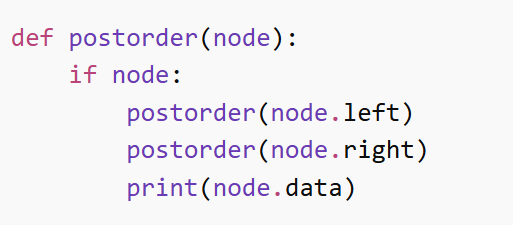 def postorder(node):
    if node:
        postorder(node.left)
        postorder(node.right)
        print(node.data)